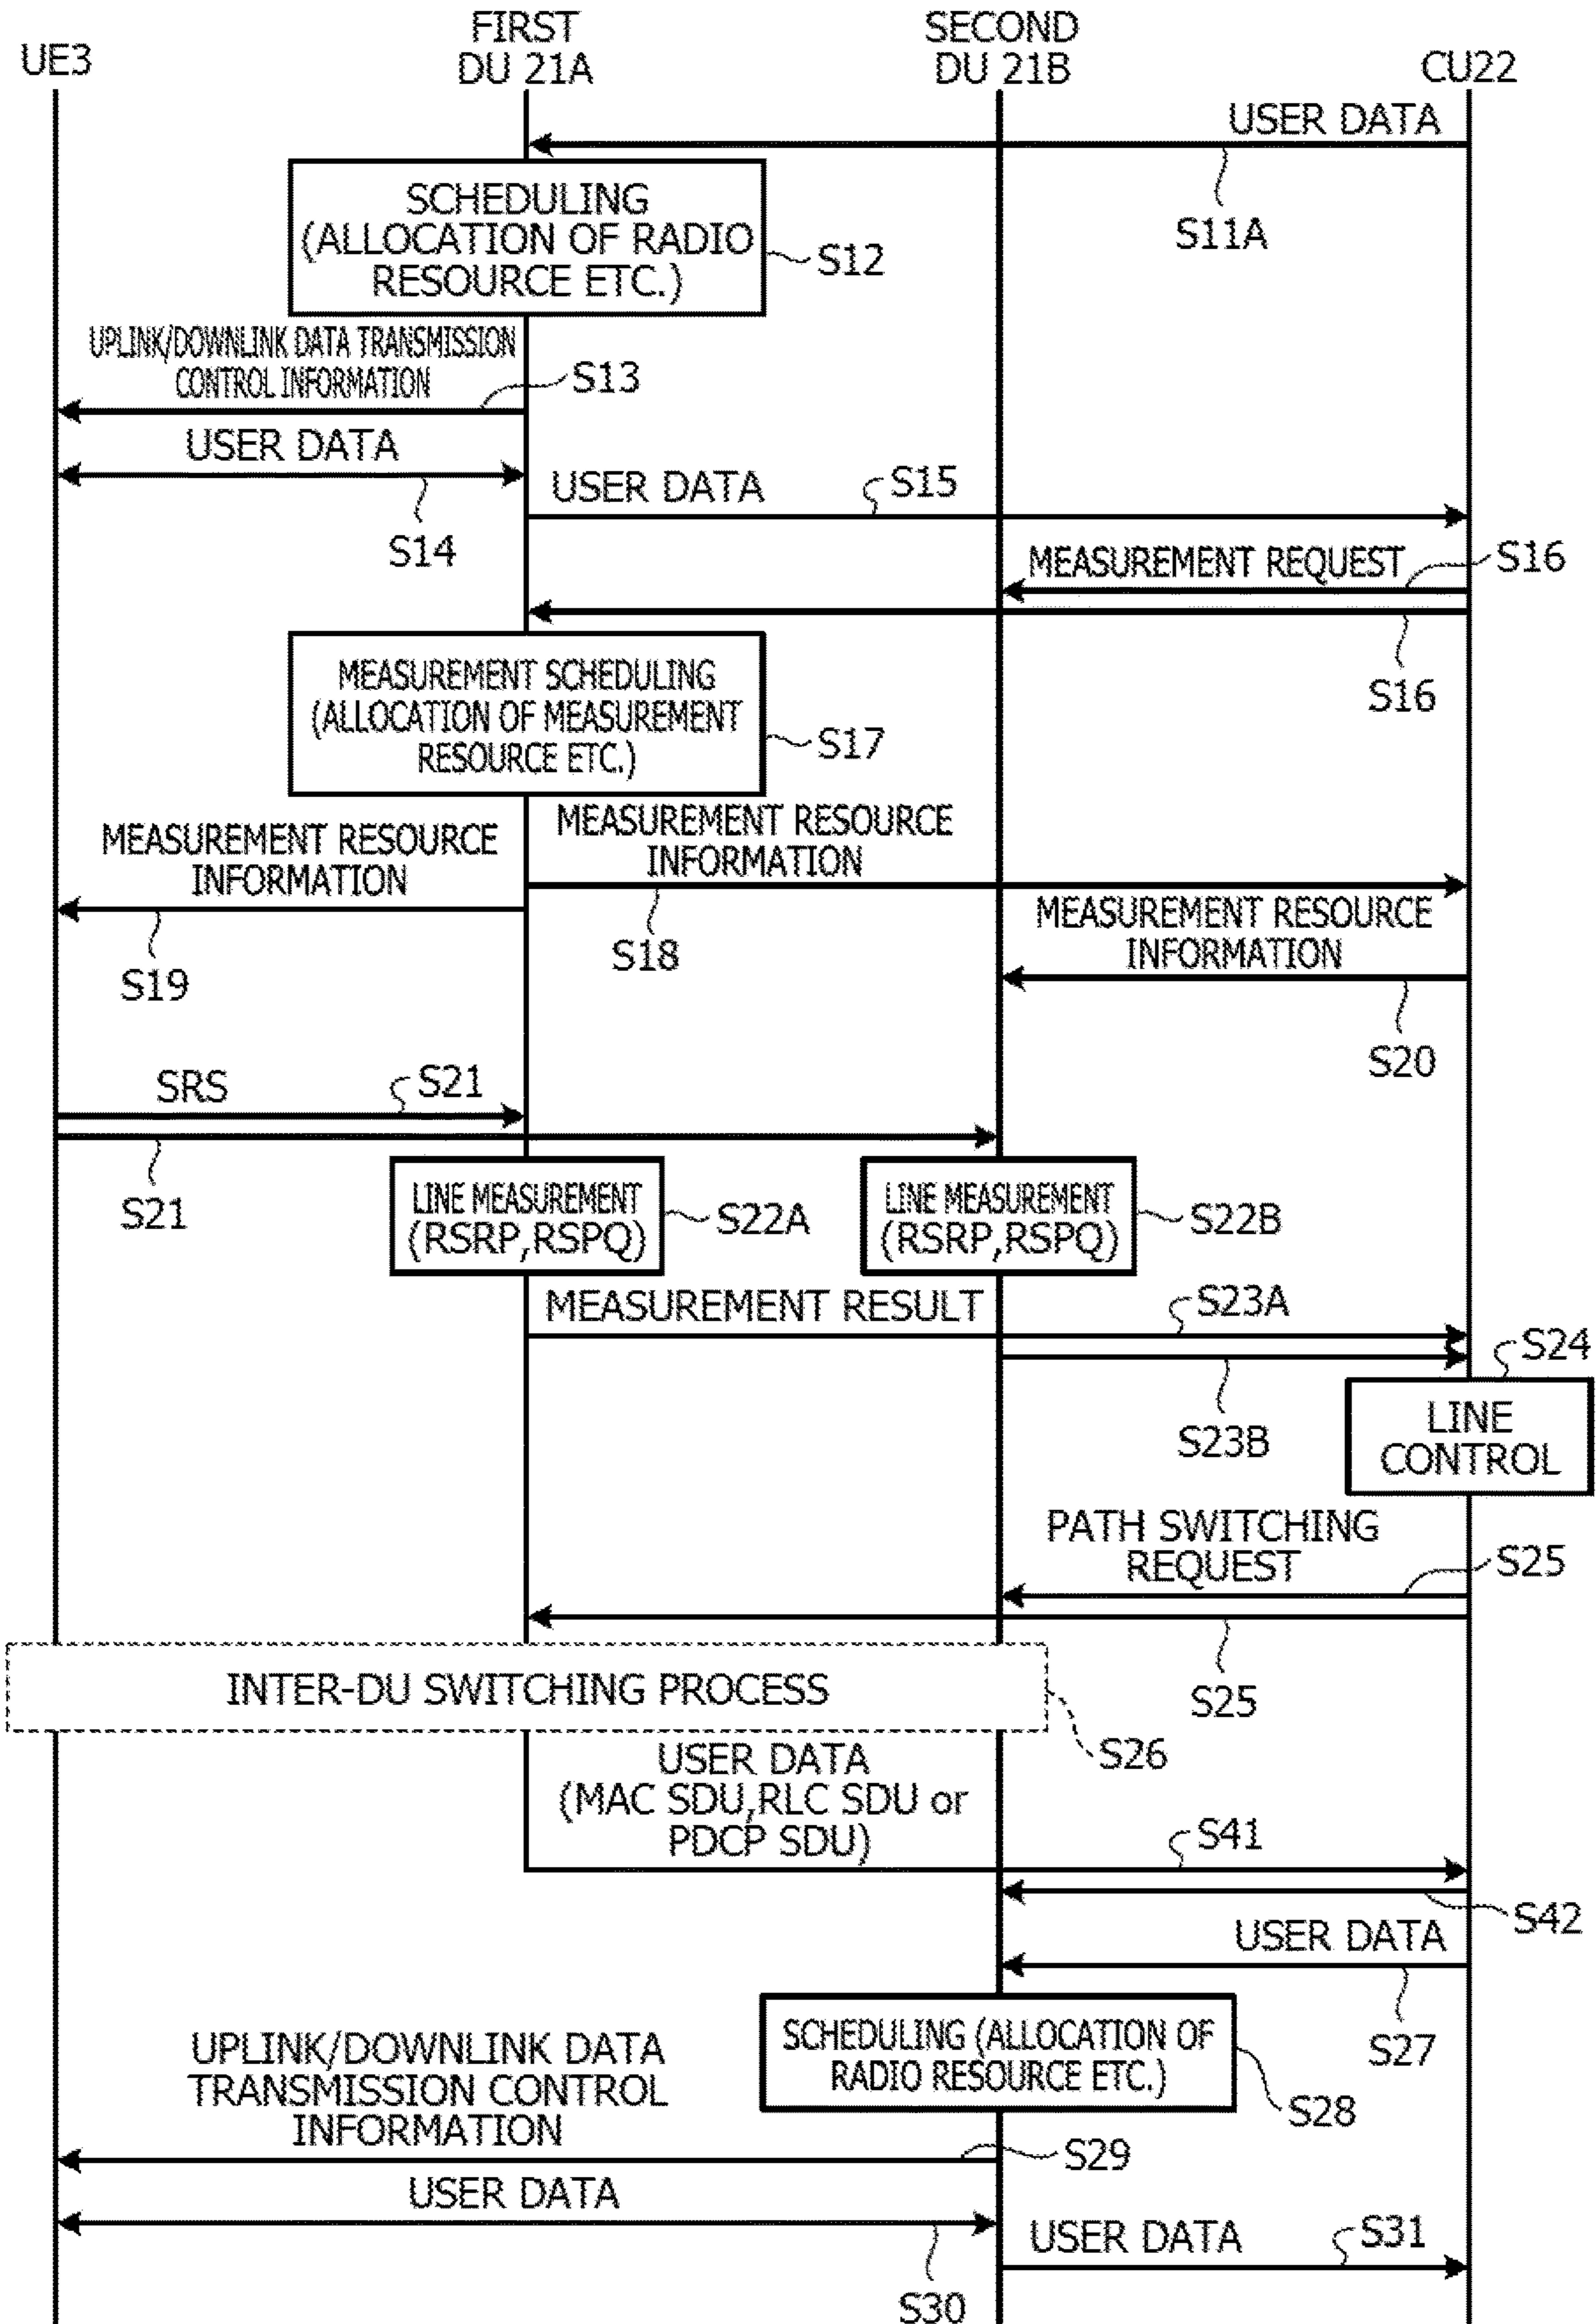 UE3
FIRST
DU 21A
SECOND
DU 21B
CU22
USER DATA
S11A
SCHEDULING
(ALLOCATION OF RADIO
RESOURCE ETC.)
S12
UPLINK/DOWNLINK DATA TRANSMISSION
CONTROL INFORMATION
S13
USER DATA
S14
USER DATA
S15
MEASUREMENT REQUEST
S16
S16
MEASUREMENT SCHEDULING
(ALLOCATION OF MEASUREMENT
RESOURCE ETC.)
S17
MEASUREMENT RESOURCE
INFORMATION
S18
MEASUREMENT RESOURCE
INFORMATION
S19
MEASUREMENT RESOURCE
INFORMATION
S20
SRS
S21
S21
LINE MEASUREMENT
(RSRP,RSPQ)
S22A
LINE MEASUREMENT
(RSRP,RSPQ)
S22B
MEASUREMENT RESULT
S23A
S23B
S24
LINE
CONTROL
PATH SWITCHING
REQUEST
S25
S25
INTER-DU SWITCHING PROCESS
S26
USER DATA
(MAC SDU,RLC SDU or
PDCP SDU)
S41
S42
USER DATA
S27
SCHEDULING (ALLOCATION OF
RADIO RESOURCE ETC.)
S28
UPLINK/DOWNLINK DATA
TRANSMISSION CONTROL
INFORMATION
S29
USER DATA
S30
USER DATA
S31